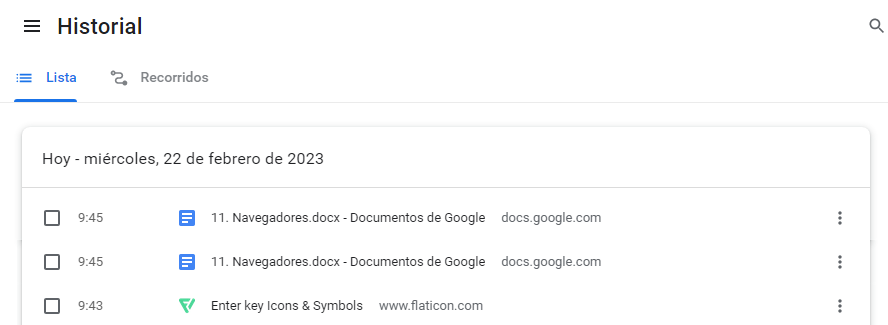 Historial
Lista Recorridos
Hoy - miércoles, 22 de febrero de 2023
9:45 11. Navegadores.docx - Documentos de Google docs.google.com
9:45 11. Navegadores.docx - Documentos de Google docs.google.com
9:43 Enter key Icons & Symbols www.flaticon.com